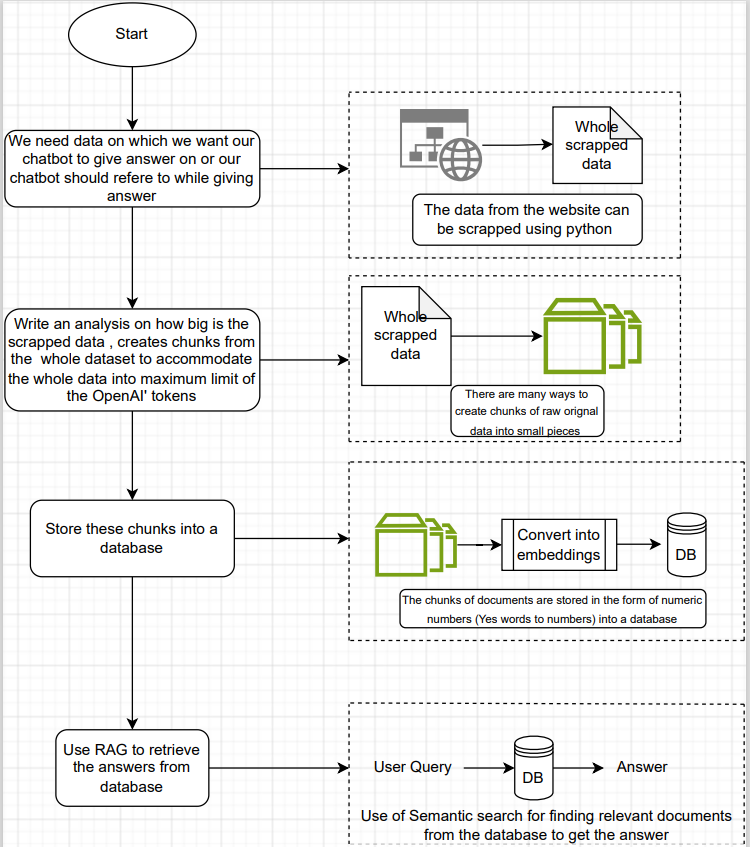 Start
We need data on which we want our
chatbot to give answer on or our
chatbot should refere to while giving
answer
Whole
scrapped
data
The data from the website can
be scrapped using python
Write an analysis on how big is the
scrapped data , creates chunks from
the whole dataset to accommodate
the whole data into maximum limit of
the OpenAI' tokens
Whole
scrapped
data
There are many ways to
create chunks of raw orignal
data into small pieces
Store these chunks into a
database
Convert into
embeddings
DB
The chunks of documents are stored in the form of numeric
numbers (Yes words to numbers) into a database
Use RAG to retrieve
the answers from
database
User Query
DB
Answer
Use of Semantic search for finding relevant documents
from the database to get the answer